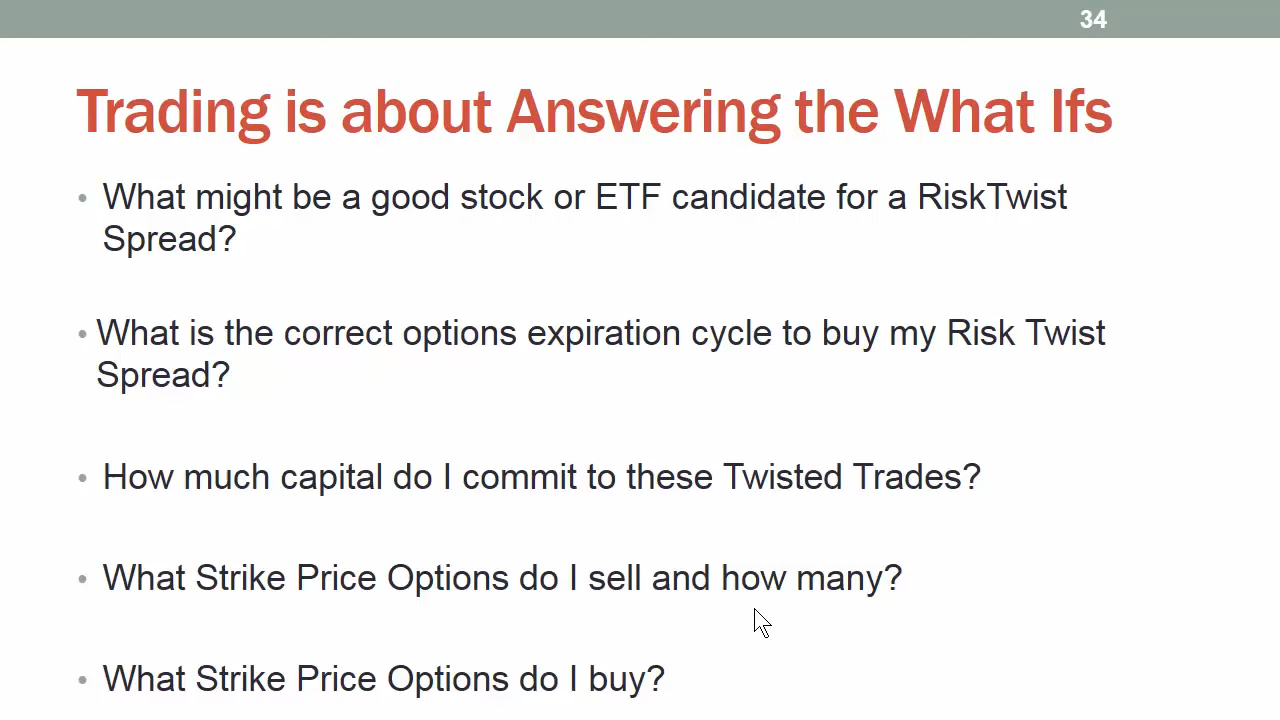 34
Trading is about Answering the What Ifs
• What might be a good stock or ETF candidate for a RiskTwist
Spread?
• What is the correct options expiration cycle to buy my Risk Twist
Spread?
• How much capital do I commit to these Twisted Trades?
• What Strike Price Options do I sell and how many?
• What Strike Price Options do I buy?